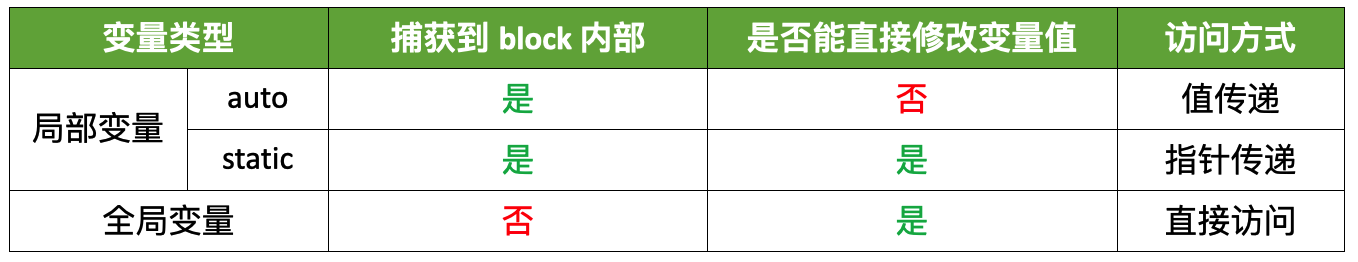 变量类型 捕获到 block 内部 是否能直接修改变量值 访问方式
局部变量 auto 是 否 值传递
static 是 是 指针传递
全局变量 否 是 直接访问